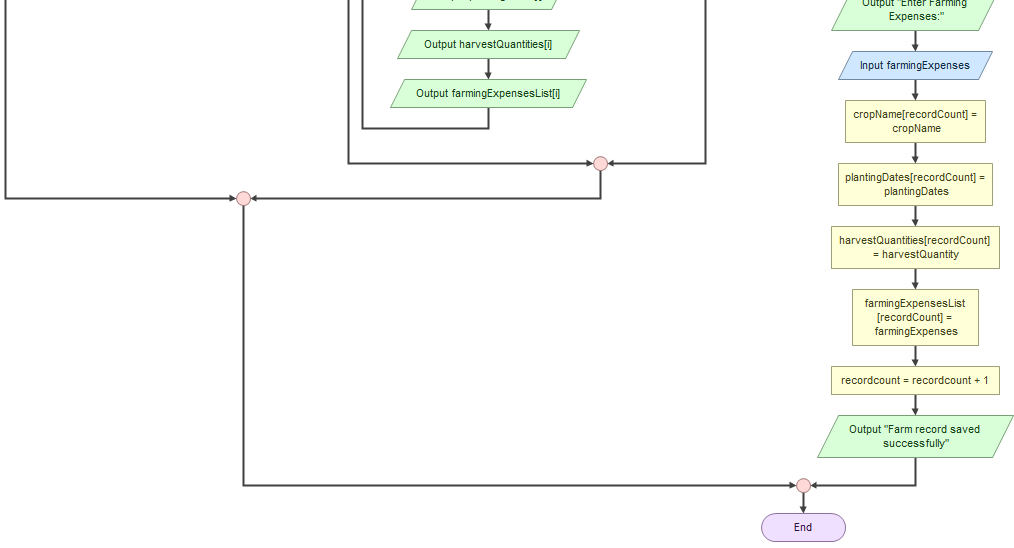 Output harvestQuantities[i]
Output farmingExpensesList[i]
Output "Enter Farming
Expenses:"
Input farmingExpenses
cropName[recordCount] =
cropName
plantingDates[recordCount] =
plantingDates
harvestQuantities[recordCount]
= harvestQuantity
farmingExpensesList
[recordCount] =
farmingExpenses
recordcount = recordcount + 1
Output "Farm record saved
successfully"
End